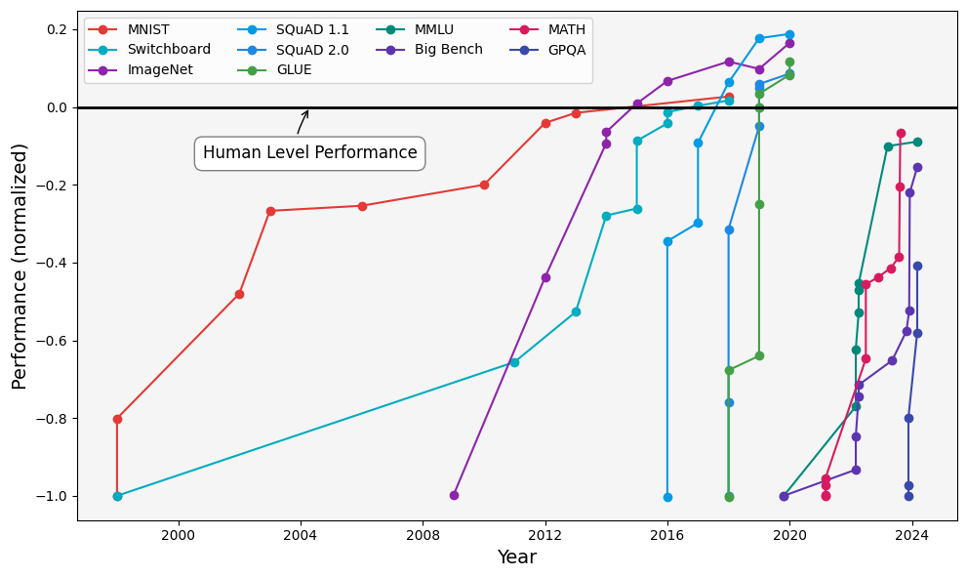 MNIST SQuAD 1.1 MMLU MATH
Switchboard SQuAD 2.0 Big Bench GPQA
ImageNet GLUE
Human Level Performance
Performance (normalized)
0.2
0.0
−0.2
−0.4
−0.6
−0.8
−1.0
2000 2004 2008 2012 2016 2020 2024
Year